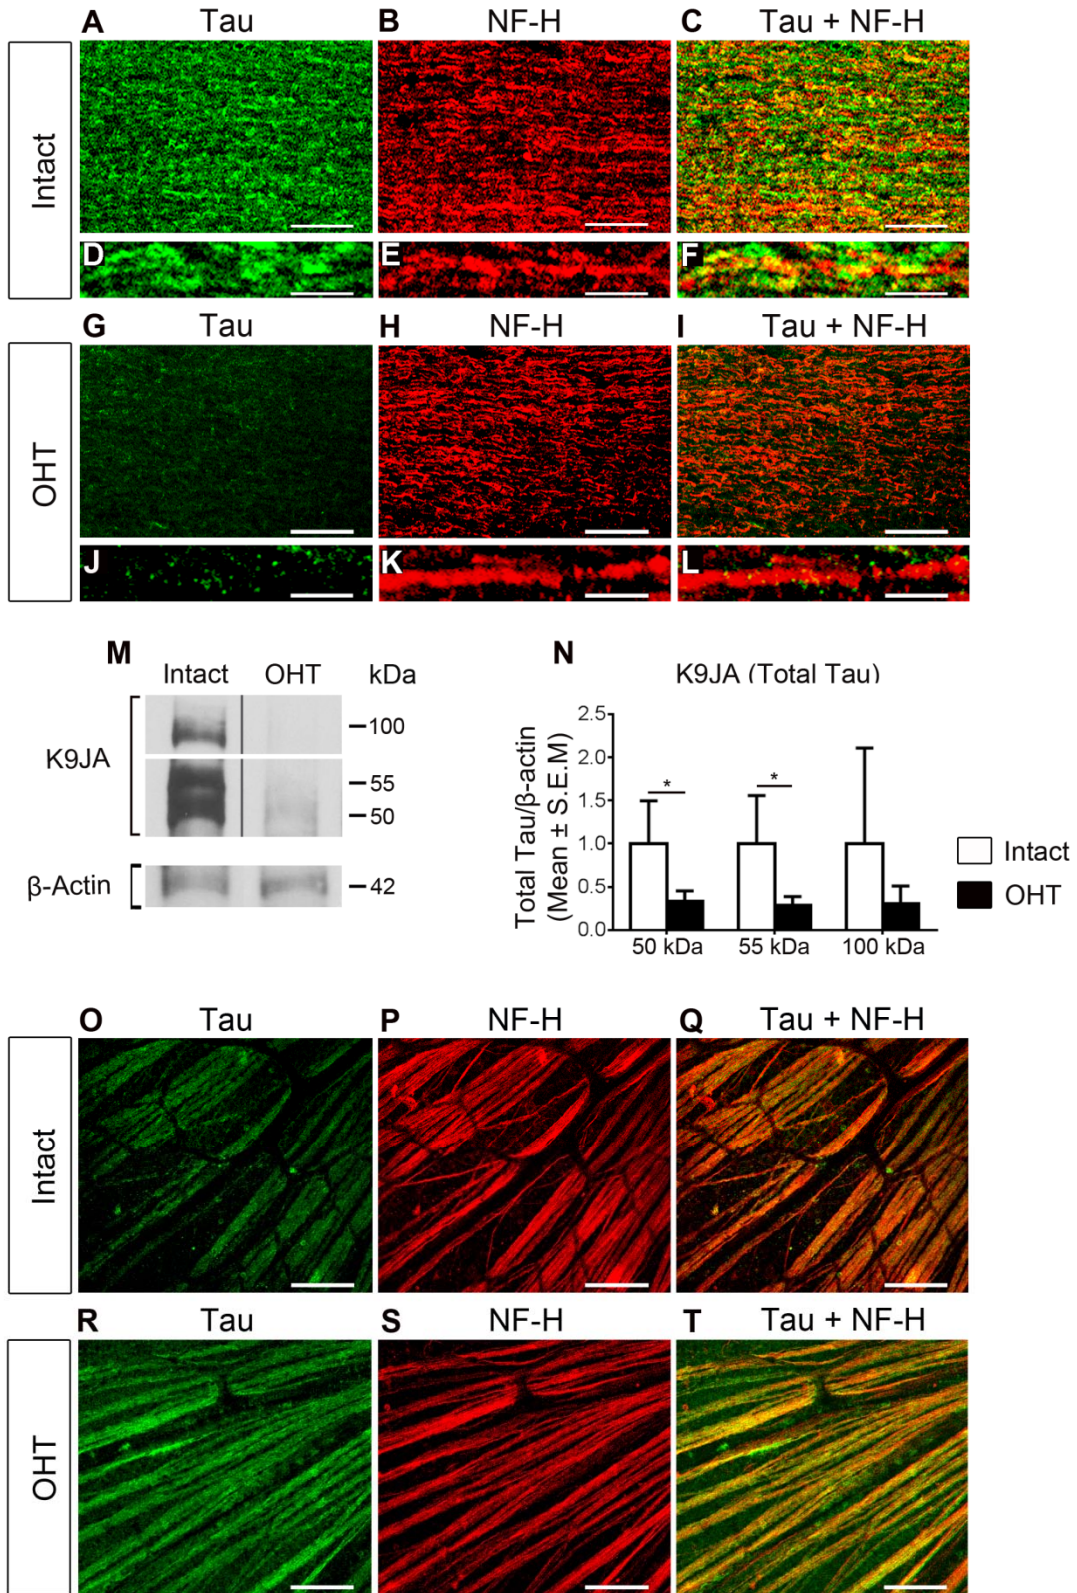 A Tau B NF-H C Tau + NF-H
Intact
D E F
G Tau H NF-H I Tau + NF-H
OHT
J K L
M
Intact OHT kDa
K9JA
100
55
50
β-Actin
42
N
K9JA (Total Tau)
Total Tau/β-actin
(Mean ± S.E.M)
2.5
2.0
1.5
1.0
0.5
0.0
* *
50 kDa 55 kDa 100 kDa
Intact
OHT
O Tau P NF-H Q Tau + NF-H
Intact
R Tau S NF-H T Tau + NF-H
OHT